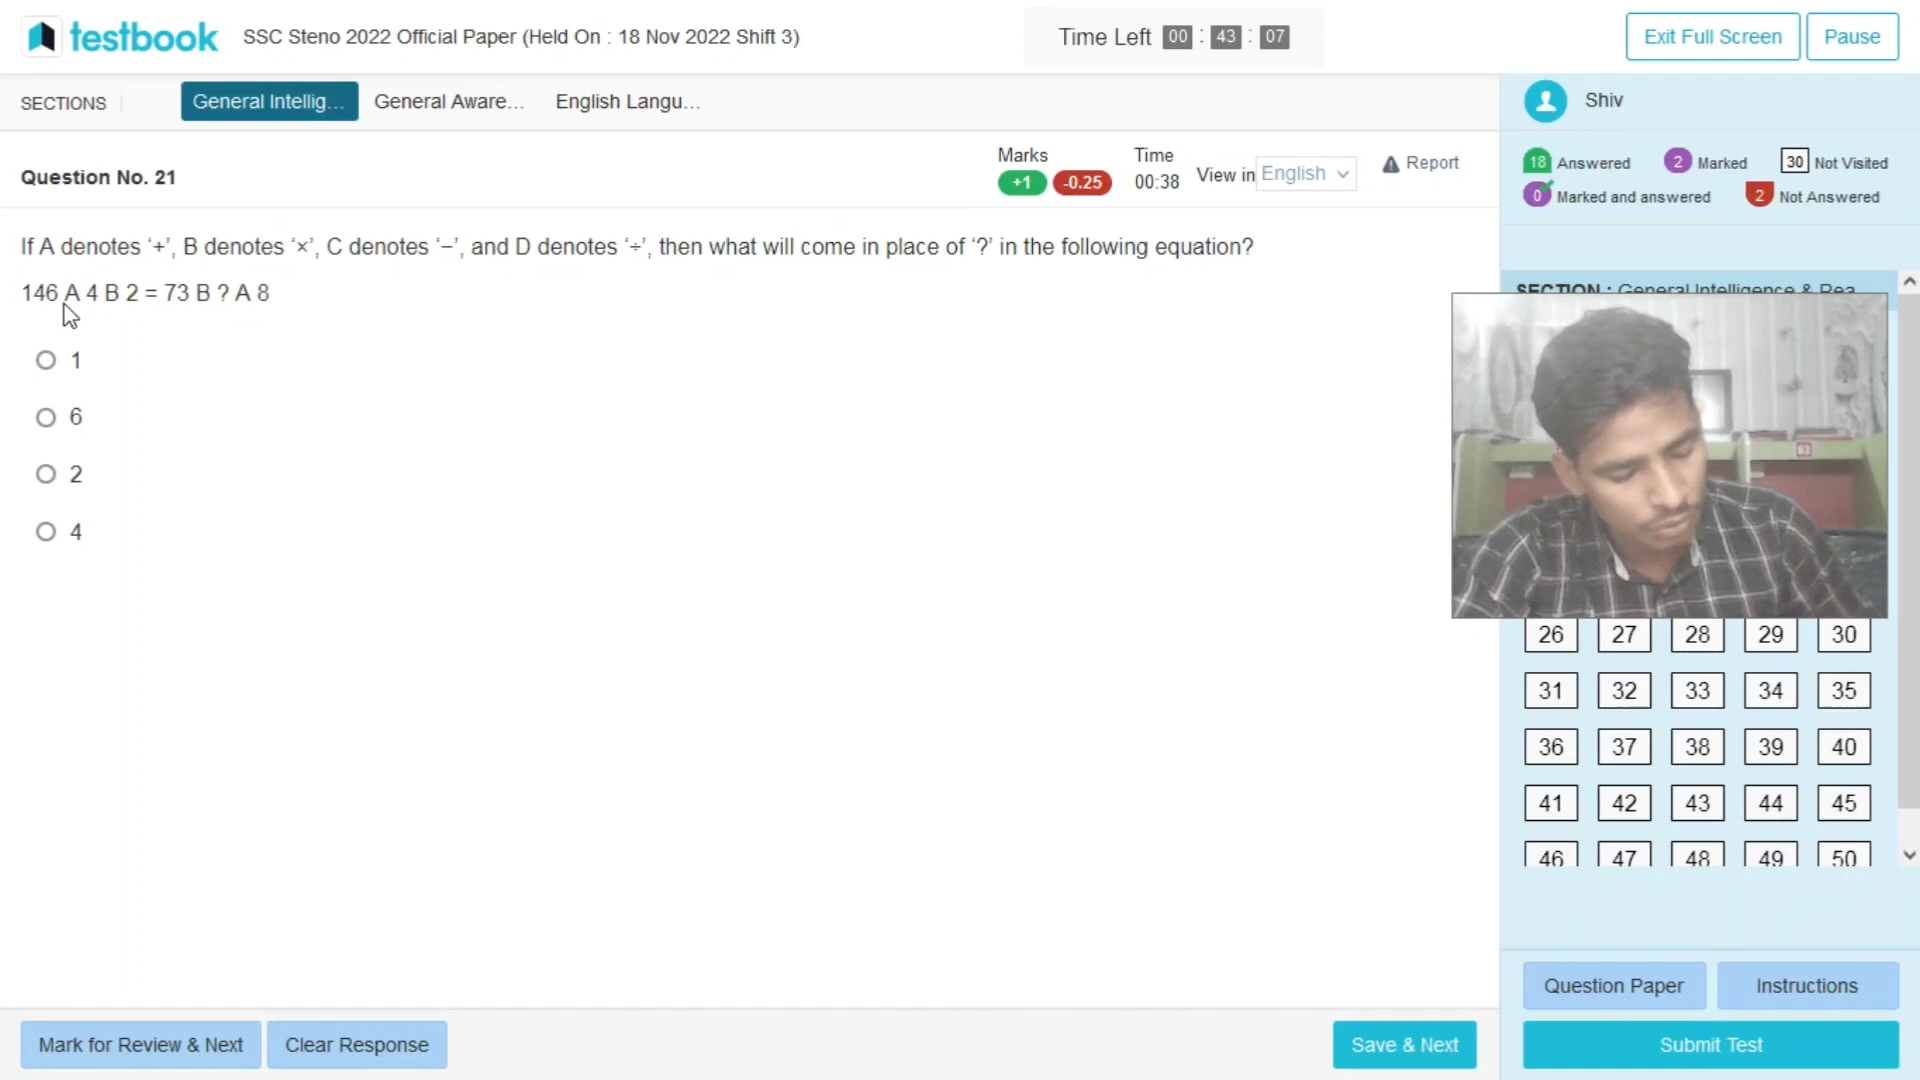 testbook SSC Steno 2022 Official Paper (Held On : 18 Nov 2022 Shift 3) Time Left 00 : 43 : 07 Exit Full Screen Pause
SECTIONS General Intellig... General Aware... English Langu... Shiv
18 Answered 2 Marked 30 Not Visited
0 Marked and answered 2 Not Answered
Question No. 21 Marks +1 -0.25 Time 00:38 View in English Report
If A denotes ‘+’, B denotes ‘×’, C denotes ‘−’, and D denotes ‘÷’, then what will come in place of ‘?’ in the following equation?
146 A 4 B 2 = 73 B ? A 8
SECTION : General Intelligence & Rea
1
6
2
4
26 27 28 29 30
31 32 33 34 35
36 37 38 39 40
41 42 43 44 45
46 47 48 49 50
Question Paper Instructions
Mark for Review & Next Clear Response Save & Next Submit Test